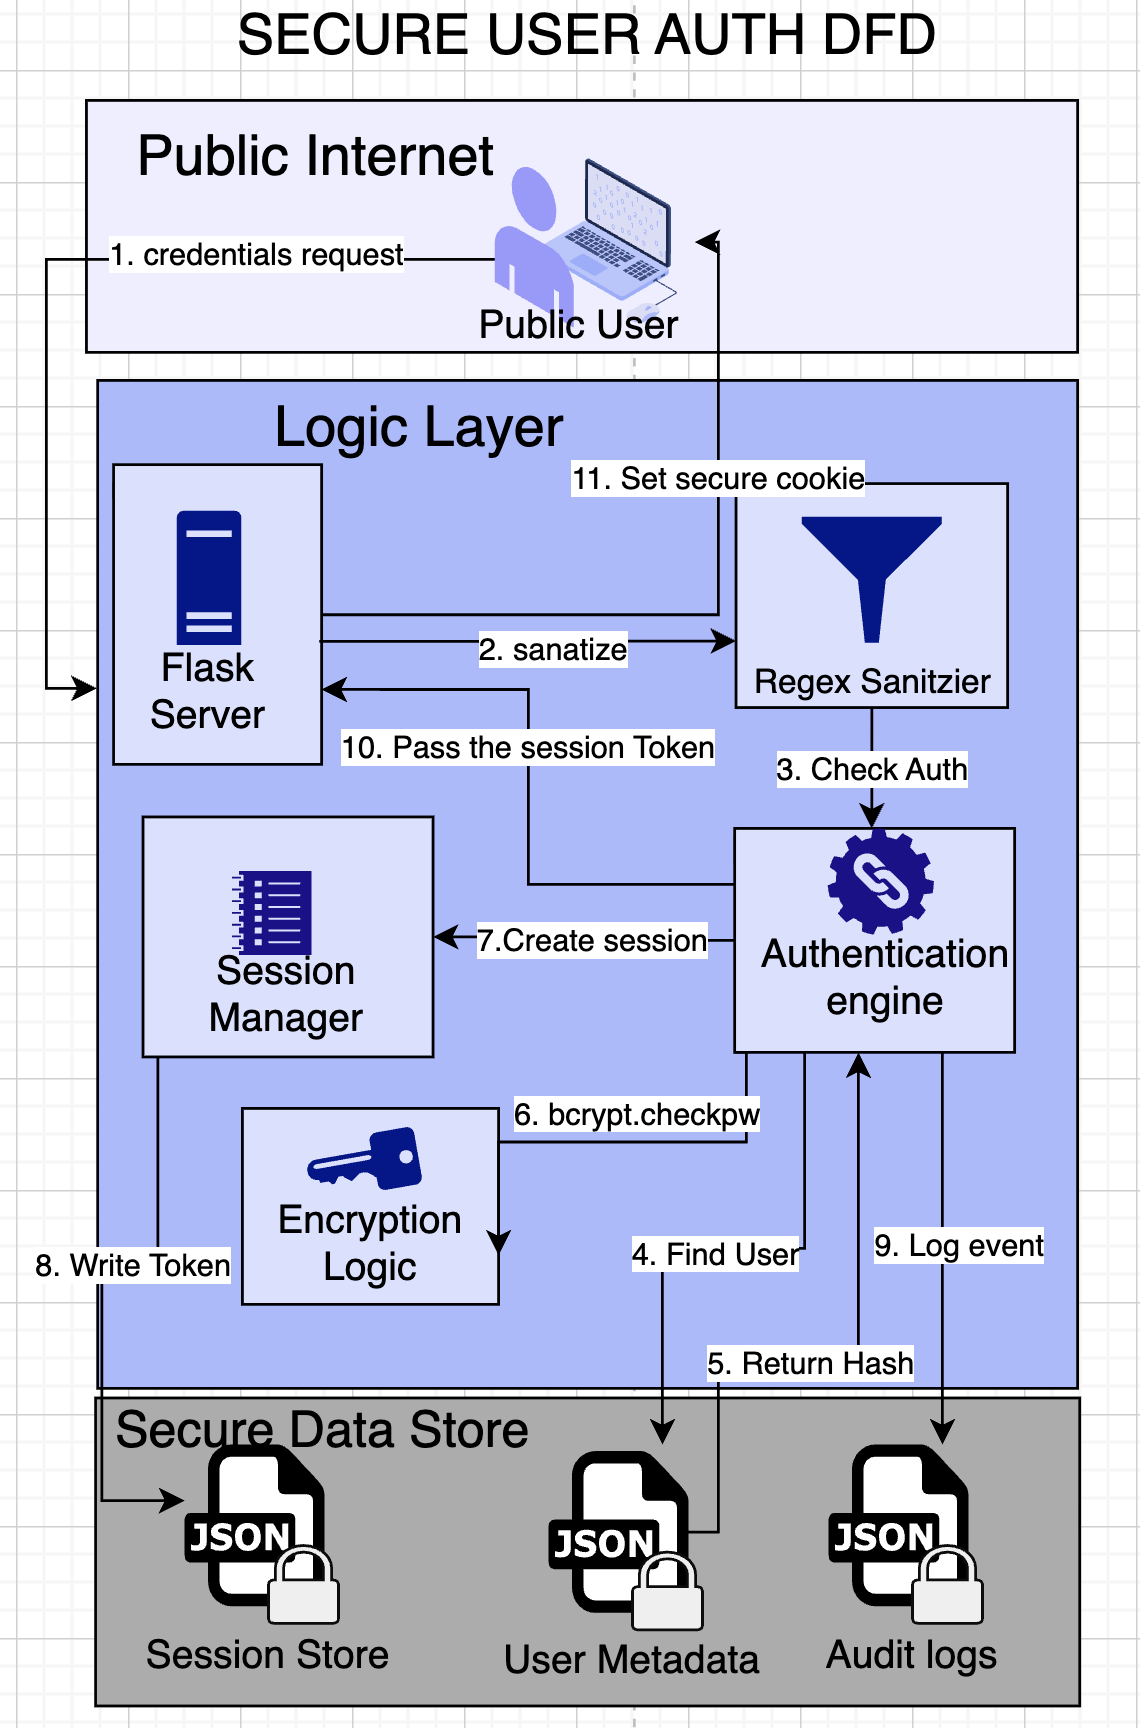 SECURE USER AUTH DFD
Public Internet
1. credentials request
Public User
Logic Layer
11. Set secure cookie
Flask
Server
2. sanatize
Regex Sanitzier
10. Pass the session Token
3. Check Auth
Session
Manager
7.Create session
Authentication
engine
6. bcrypt.checkpw
Encryption
Logic
8. Write Token
4. Find User
9. Log event
5. Return Hash
Secure Data Store
JSON
JSON
JSON
Session Store
User Metadata
Audit logs